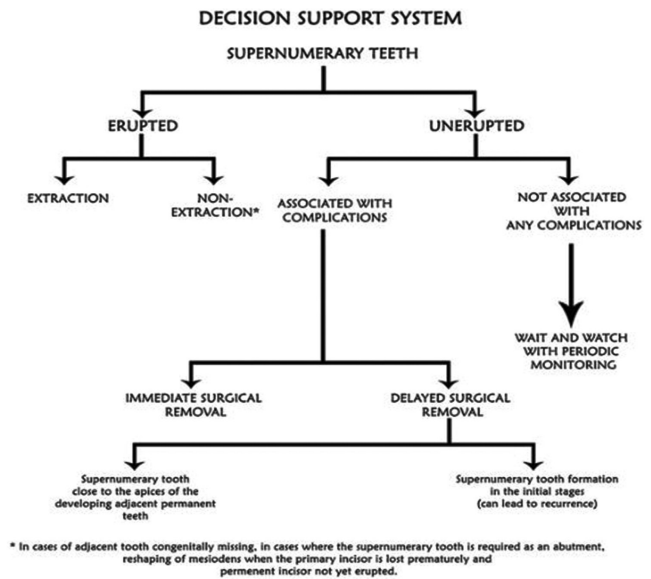 DECISION SUPPORT SYSTEM
SUPERNUMERARY TEETH
ERUPTED
UNERUPTED
EXTRACTION
NON-
EXTRACTION*
ASSOCIATED WITH
COMPLICATIONS
NOT ASSOCIATED
WITH
ANY COMPLICATIONS
WAIT AND WATCH
WITH PERIODIC
MONITORING
IMMEDIATE SURGICAL
REMOVAL
DELAYED SURGICAL
REMOVAL
Supernumerary tooth
close to the apices of the
developing adjacent permanent
teeth
Supernumerary tooth formation
in the initial stages
(can lead to recurrence)
* In cases of adjacent tooth congenitally missing, in cases where the supernumerary tooth is required as an abutment,
reshaping of mesiodens when the primary incisor is lost prematurely and
permenent incisor not yet erupted.